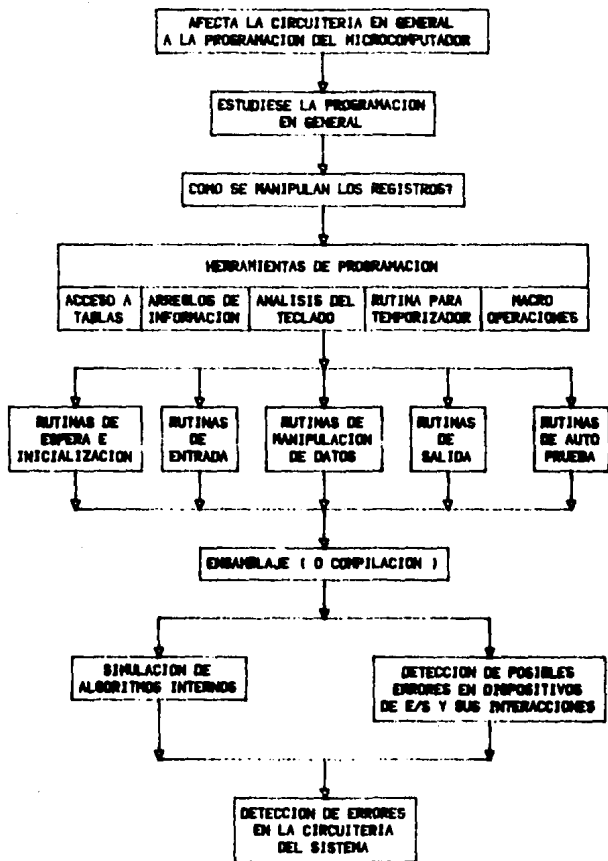 AFECTA LA CIRCUITERIA EN GENERAL
A LA PROGRAMACION DEL MICROCOMPUTADOR
ESTUDIESE LA PROGRAMACION
EN GENERAL
COMO SE MANIPULAN LOS REGISTROS?
HERRAMIENTAS DE PROGRAMACION
ACCESO A
TABLAS
ARREGLOS DE
INFORMACION
ANALISIS DEL
TECLADO
RUTINA PARA
TEMPORIZADOR
MACRO
OPERACIONES
RUTINAS DE
ESPERA E
INICIALIZACION
RUTINAS
DE
ENTRADA
RUTINAS DE
MANIPULACION
DE DATOS
RUTINAS
DE
SALIDA
RUTINAS
DE AUTO
PRUEBA
ENSAMBLAJE ( O COMPILACION )
SIMULACION DE
ALGORITMOS INTERNOS
DETECCION DE POSIBLES
ERRORES EN DISPOSITIVOS
DE E/S Y SUS INTERACCIONES
DETECCION DE ERRORES
EN LA CIRCUITERIA
DEL SISTEMA